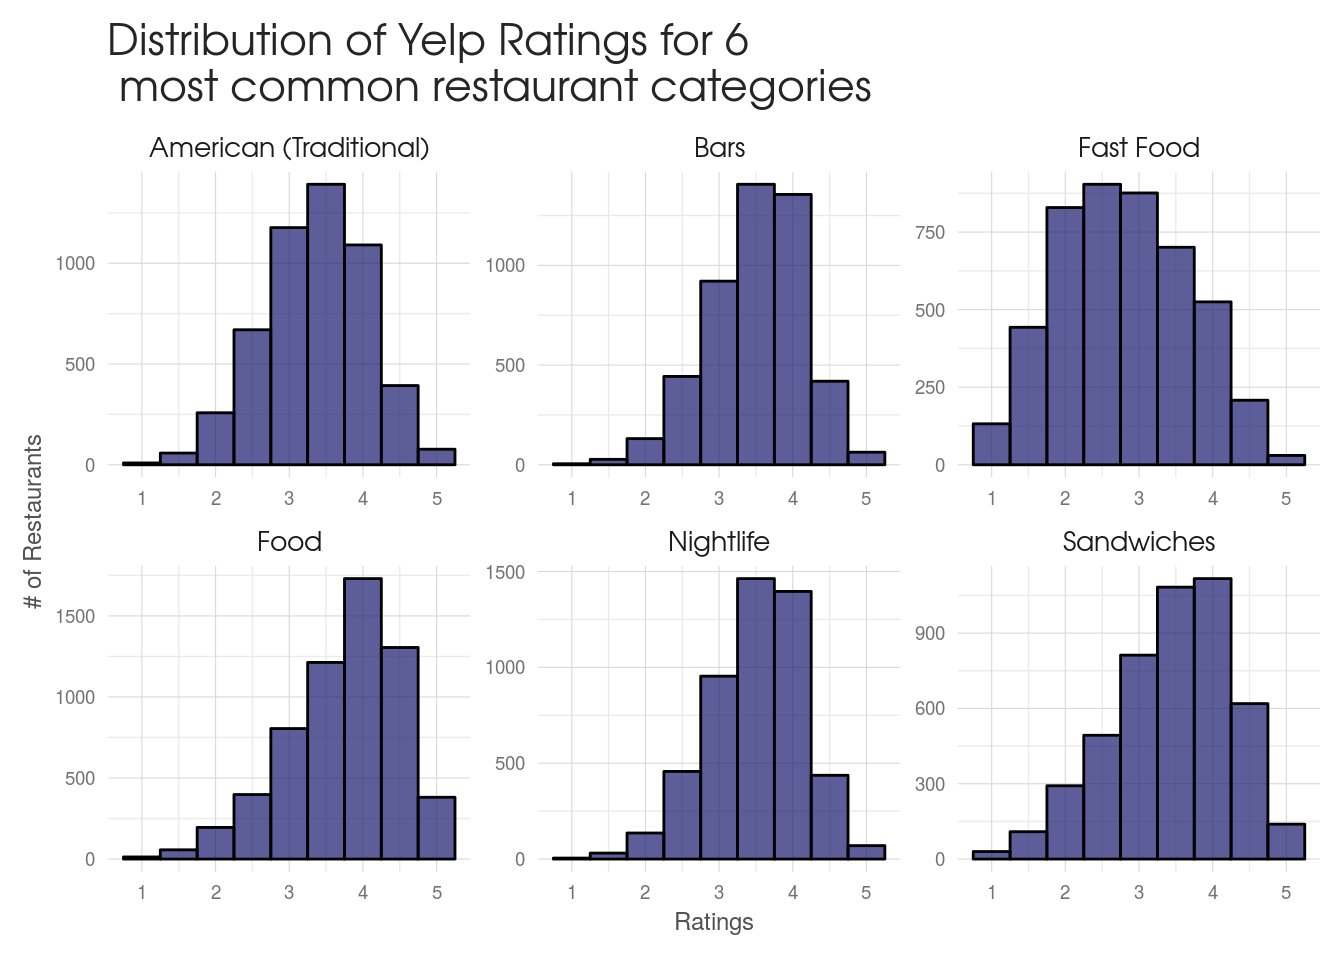 Distribution of Yelp Ratings for 6
most common restaurant categories
American (Traditional)
Bars
Fast Food
1000
500
0
1 2 3 4 5
1000
500
0
1 2 3 4 5
750
500
250
0
1 2 3 4 5
# of Restaurants
Food
Nightlife
Sandwiches
1500
1000
500
0
1 2 3 4 5
1500
1000
500
0
1 2 3 4 5
900
600
300
0
1 2 3 4 5
Ratings